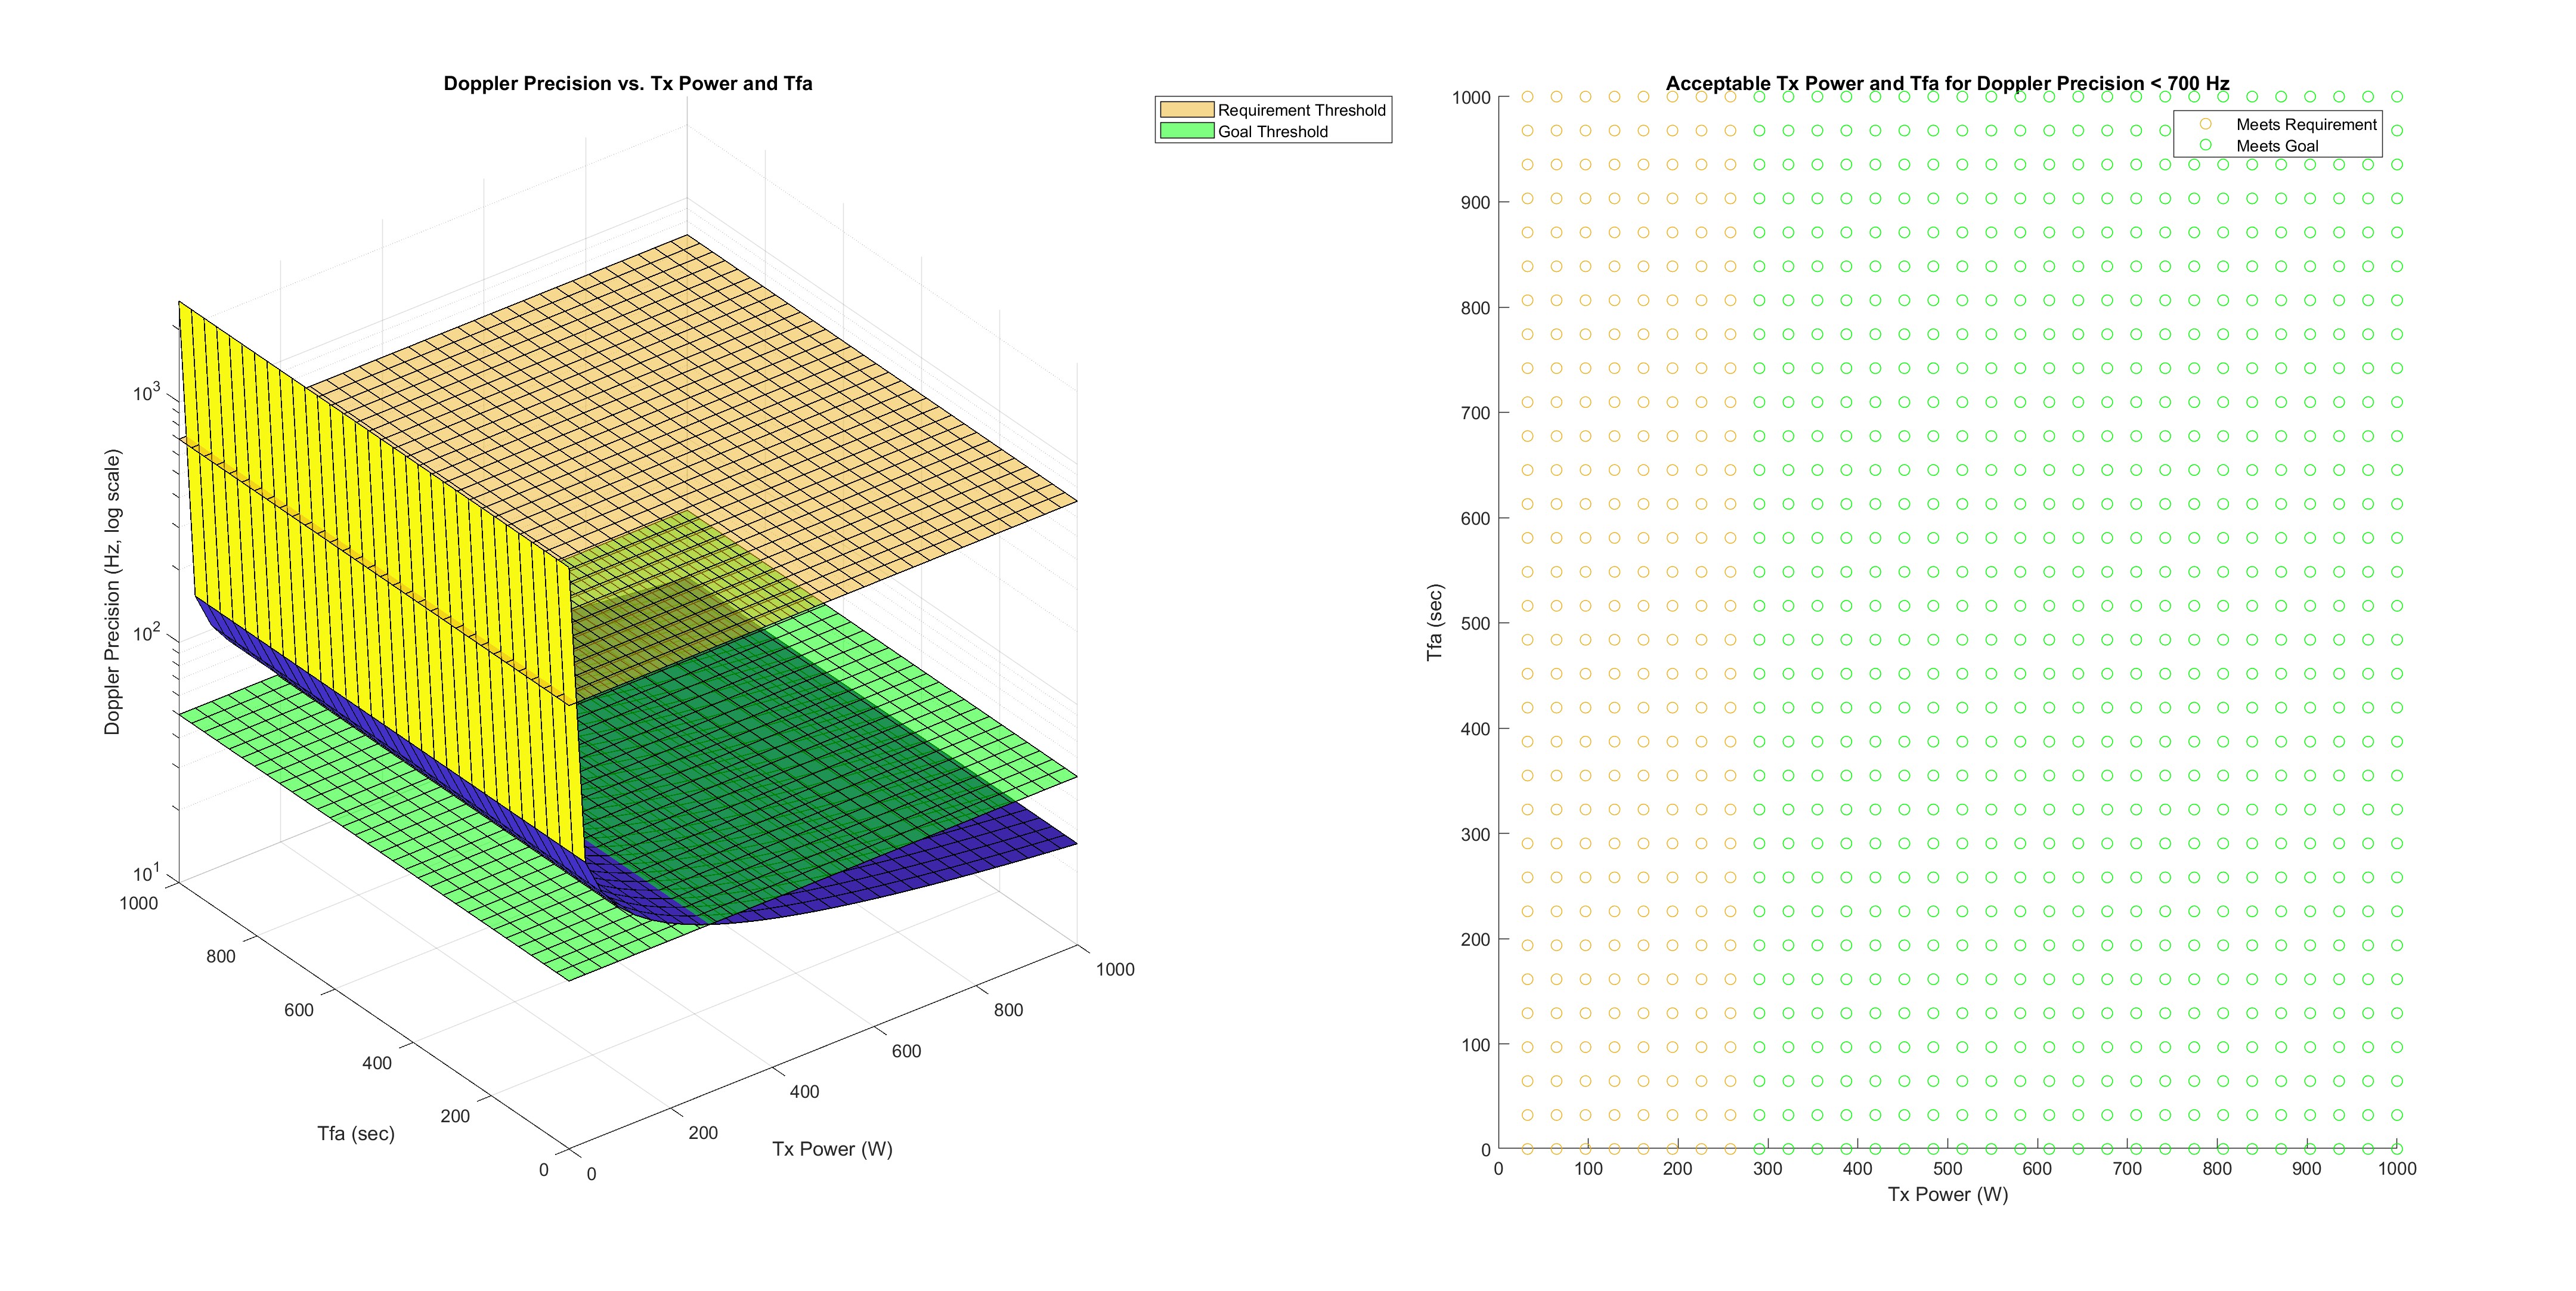 Doppler Precision vs. Tx Power and Tfa
Requirement Threshold
Goal Threshold
Doppler Precision (Hz, log scale)
10^3
10^2
10^1
1000
800
600
400
200
0
Tfa (sec)
0
200
400
600
800
1000
Tx Power (W)
Acceptable Tx Power and Tfa for Doppler Precision < 700 Hz
Meets Requirement
Meets Goal
Tfa (sec)
1000
900
800
700
600
500
400
300
200
100
0
0 100 200 300 400 500 600 700 800 900 1000
Tx Power (W)